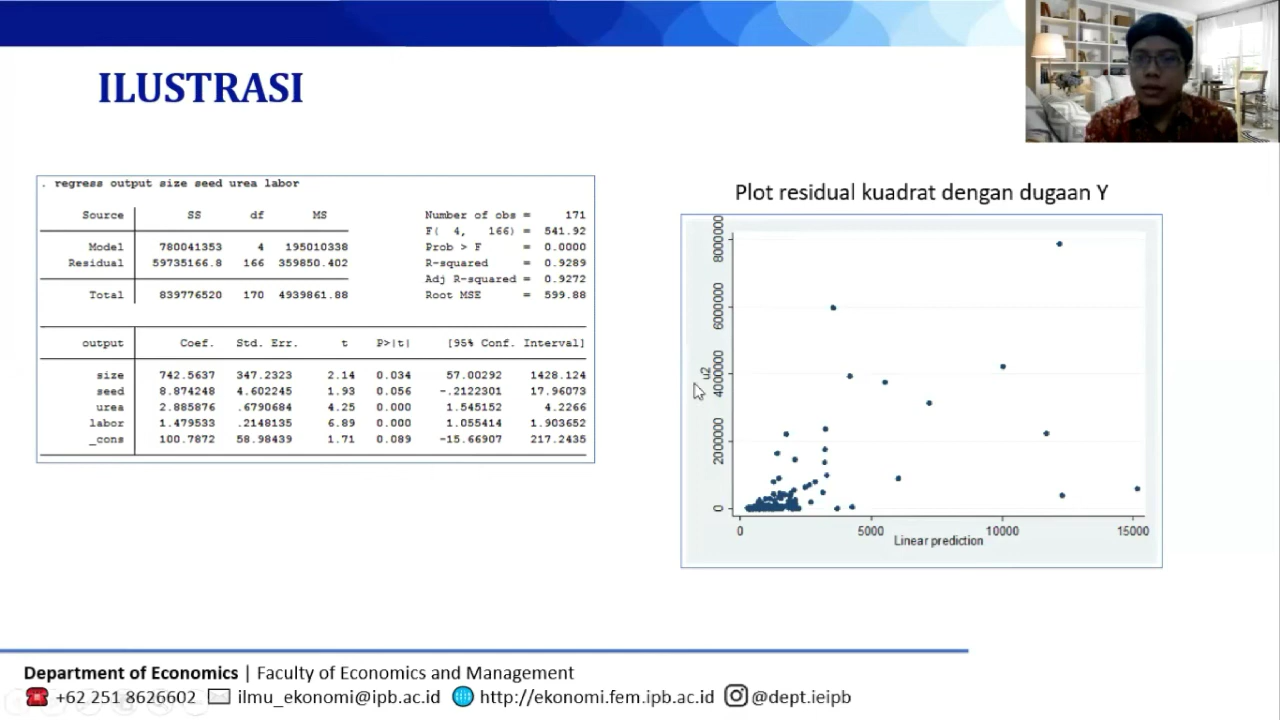 ILUSTRASI
. regress output size seed urea labor
Source SS df MS Number of obs = 171
F( 4, 166) = 541.92
Model 780041353 4 195010338 Prob > F = 0.0000
Residual 59735166.8 166 359850.402 R-squared = 0.9289
Adj R-squared = 0.9272
Total 839776520 170 4939861.88 Root MSE = 599.88
output Coef. Std. Err. t P>|t| [95% Conf. Interval]
size 742.5637 347.2323 2.14 0.034 57.00292 1428.124
seed 8.874248 4.602245 1.93 0.056 -.2122301 17.96073
urea 2.885876 .6790684 4.25 0.000 1.545152 4.2266
labor 1.479533 .2148135 6.89 0.000 1.055414 1.903652
_cons 100.7872 58.98439 1.71 0.089 -15.66907 217.2435
Plot residual kuadrat dengan dugaan Y
8000000
6000000
4000000
2000000
0
u2
0 5000 10000 15000
Linear prediction
Department of Economics | Faculty of Economics and Management
+62 251 8626602 ilmu_ekonomi@ipb.ac.id http://ekonomi.fem.ipb.ac.id @dept.ieipb